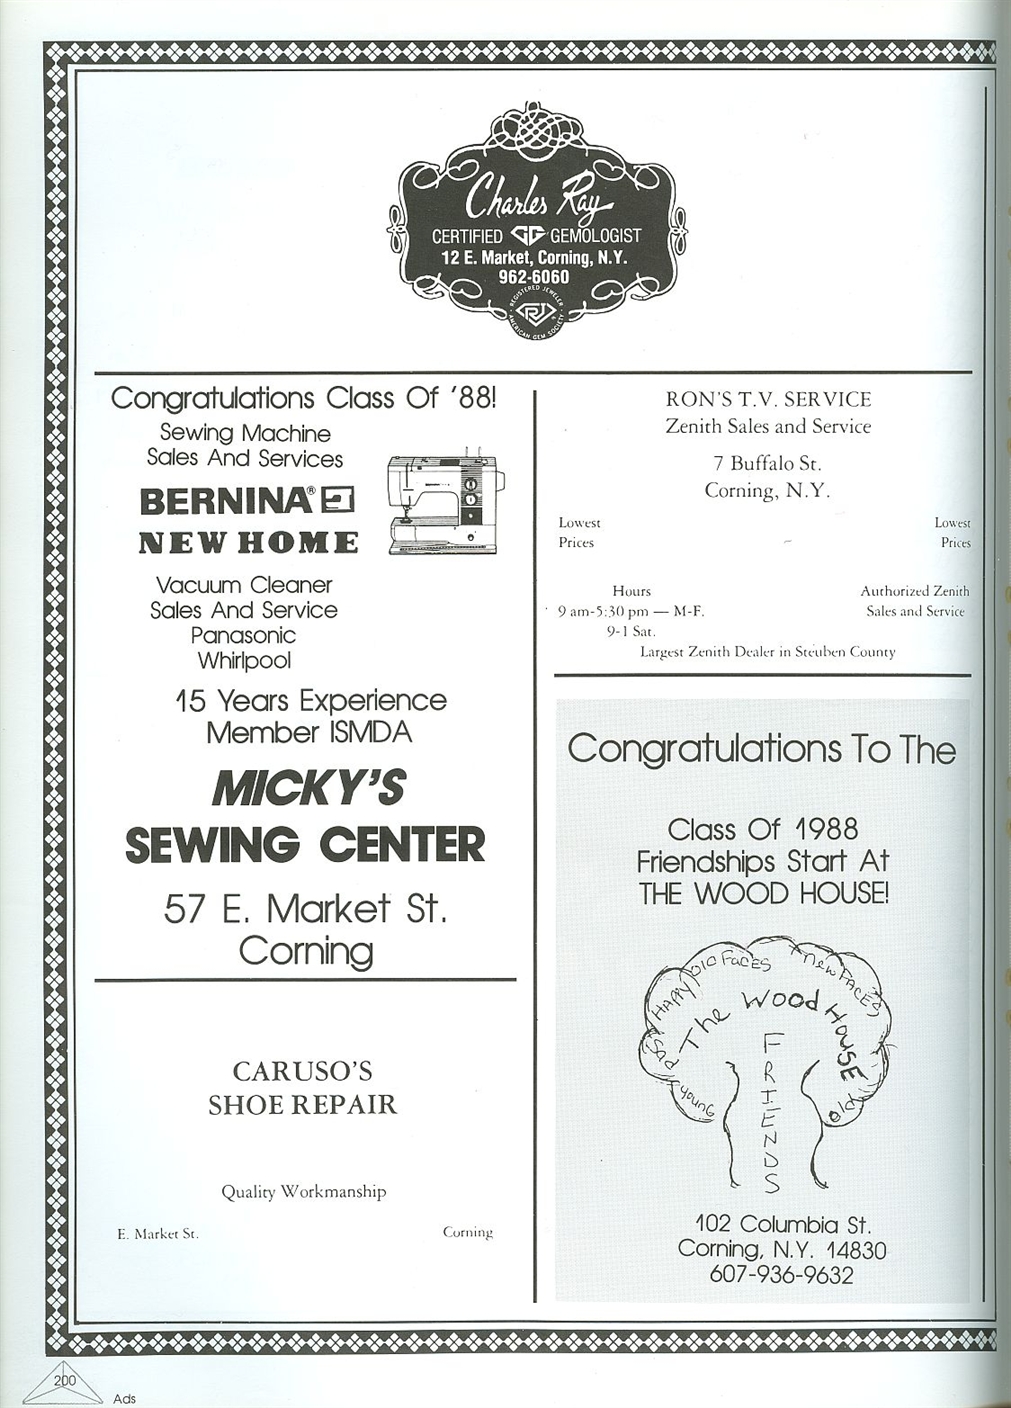 Charles Ray
CERTIFIED GG GEMOLOGIST
12 E. Market, Corning, N.Y.
962-6060
REGISTERED JEWELER
AMERICAN GEM SOCIETY
Congratulations Class Of '88!
Sewing Machine
Sales And Services
BERNINA®
NEW HOME
Vacuum Cleaner
Sales And Service
Panasonic
Whirlpool
15 Years Experience
Member ISMDA
MICKY'S
SEWING CENTER
57 E. Market St.
Corning
CARUSO'S
SHOE REPAIR
Quality Workmanship
E. Market St. Corning
RON'S T.V. SERVICE
Zenith Sales and Service
7 Buffalo St.
Corning, N.Y.
Lowest Lowest
Prices Prices
Hours Authorized Zenith
9 am-5:30 pm — M-F. Sales and Service
9-1 Sat.
Largest Zenith Dealer in Steuben County
Congratulations To The
Class Of 1988
Friendships Start At
THE WOOD HOUSE!
Young HAPPY Old FACES New FACES Old
The Wood HOUSE
FRIENDS
102 Columbia St.
Corning, N.Y. 14830
607-936-9632
200
Ads